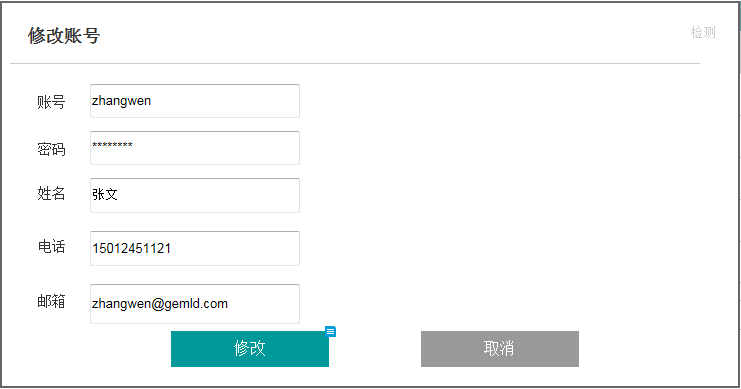 修改账号
检测
账号 zhangwen
密码 ********
姓名 张文
电话 15012451121
邮箱 zhangwen@gemld.com
修改 取消